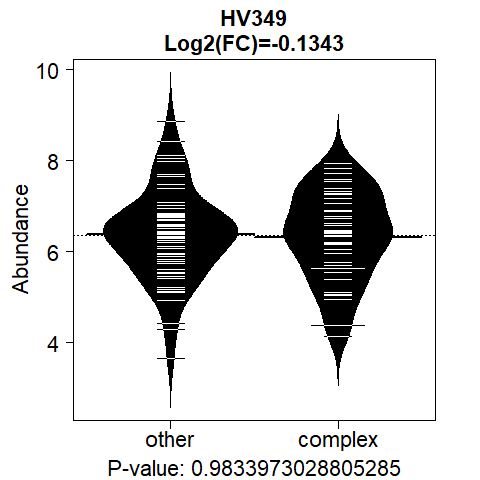 HV349
Log2(FC)=-0.1343
10
8
6
4
Abundance
other complex
P-value: 0.9833973028805285